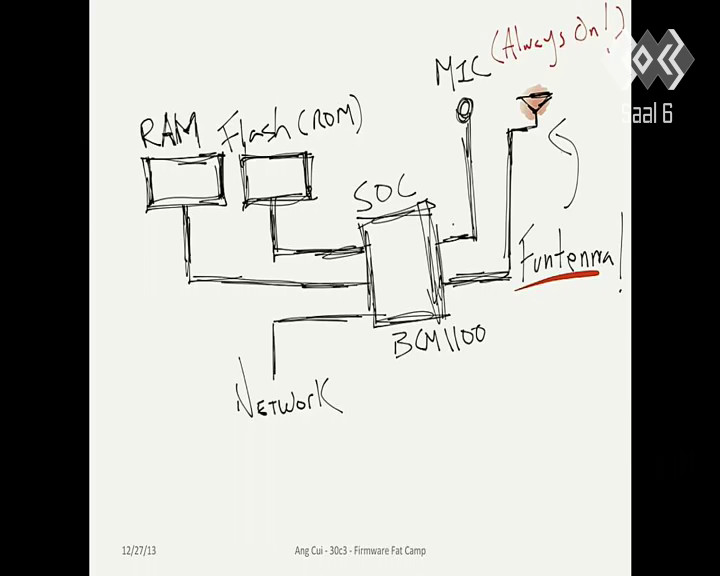 (Always On!)
MIC
Saal 6
RAM
Flash (ROM)
SOC
Funtenna!
BCM1100
NETWORK
12/27/13
Ang Cui - 30c3 - Firmware Fat Camp